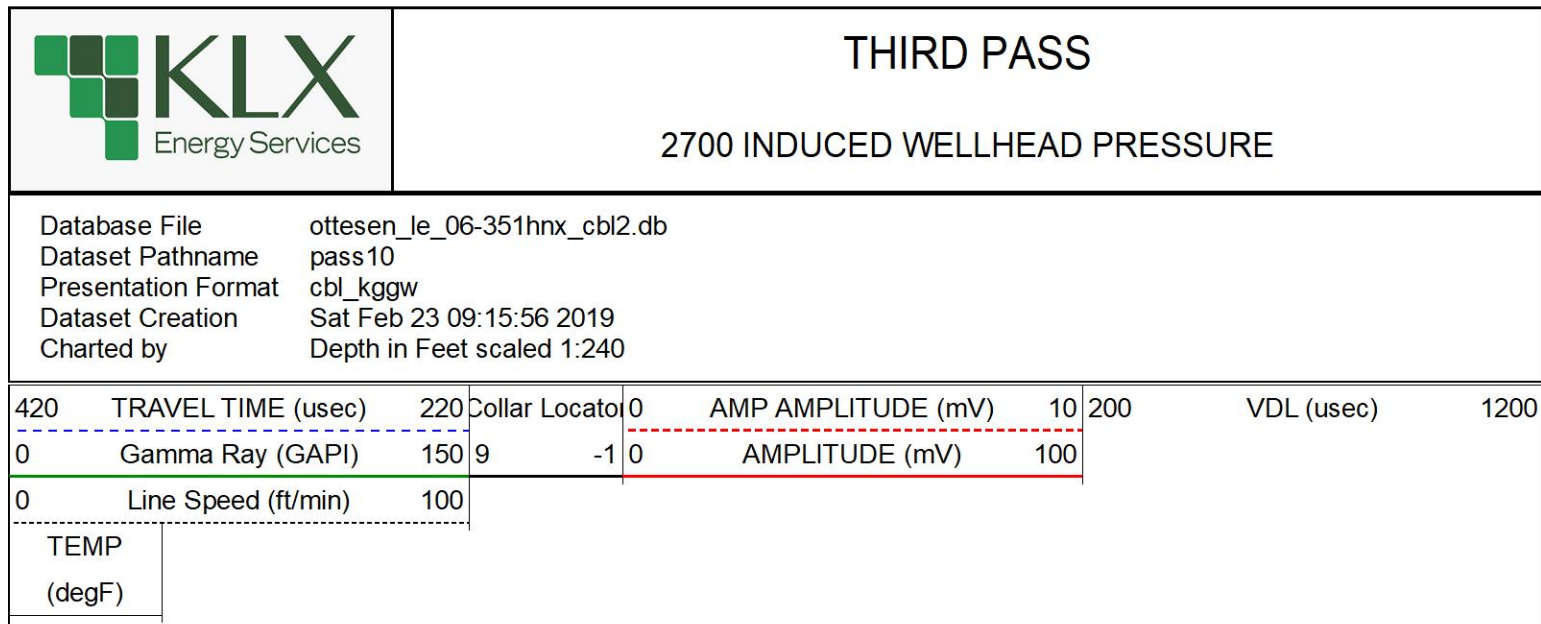 KLX
Energy Services
THIRD PASS
2700 INDUCED WELLHEAD PRESSURE
Database File ottesen_le_06-351hnx_cbl2.db
Dataset Pathname pass10
Presentation Format cbl_kggw
Dataset Creation Sat Feb 23 09:15:56 2019
Charted by Depth in Feet scaled 1:240
420 TRAVEL TIME (usec) 220 Collar Locator 0 AMP AMPLITUDE (mV) 10 200 VDL (usec) 1200
0 Gamma Ray (GAPI) 150 9 -1 0 AMPLITUDE (mV) 100
0 Line Speed (ft/min) 100
TEMP
(degF)